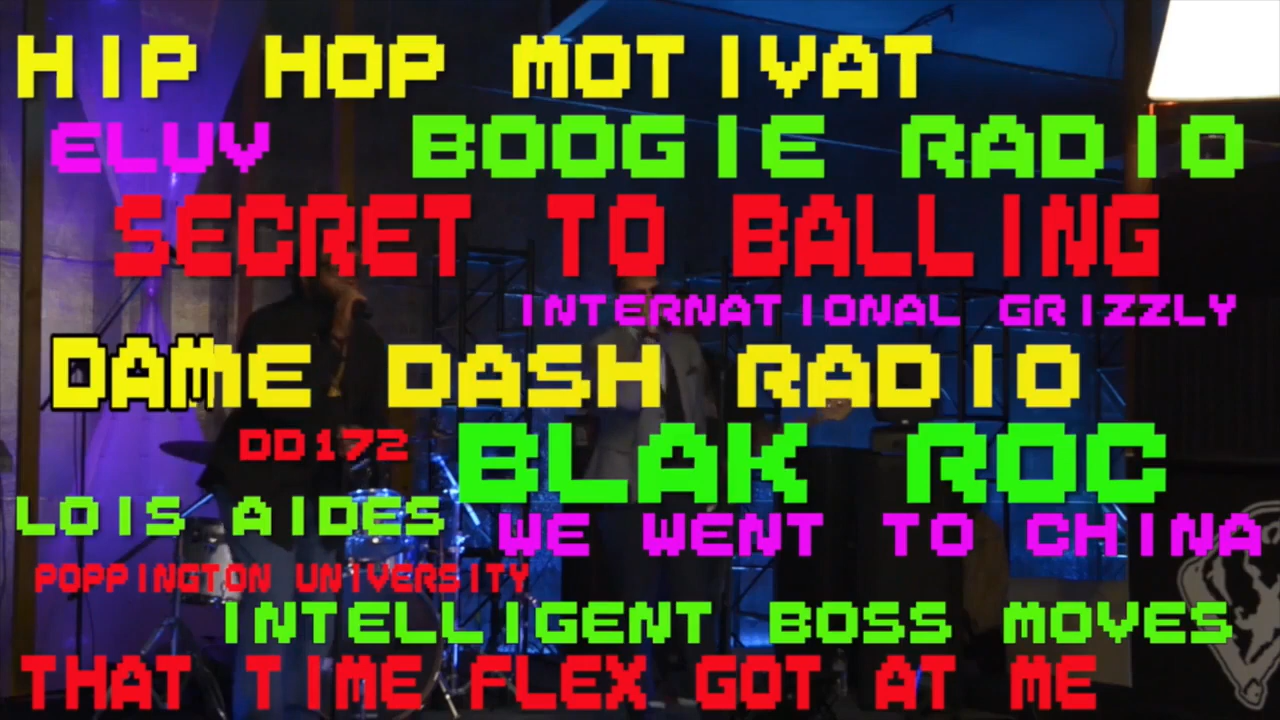 HIP HOP MOTIVAT
ELUV BOOGIE RADIO
SECRET TO BALLING
INTERNATIONAL GRIZZLY
DAME DASH RADIO
DD172 BLAK ROC
LOIS AIDES WE WENT TO CHINA
POPPINGTON UNIVERSITY
INTELLIGENT BOSS MOVES
THAT TIME FLEX GOT AT ME